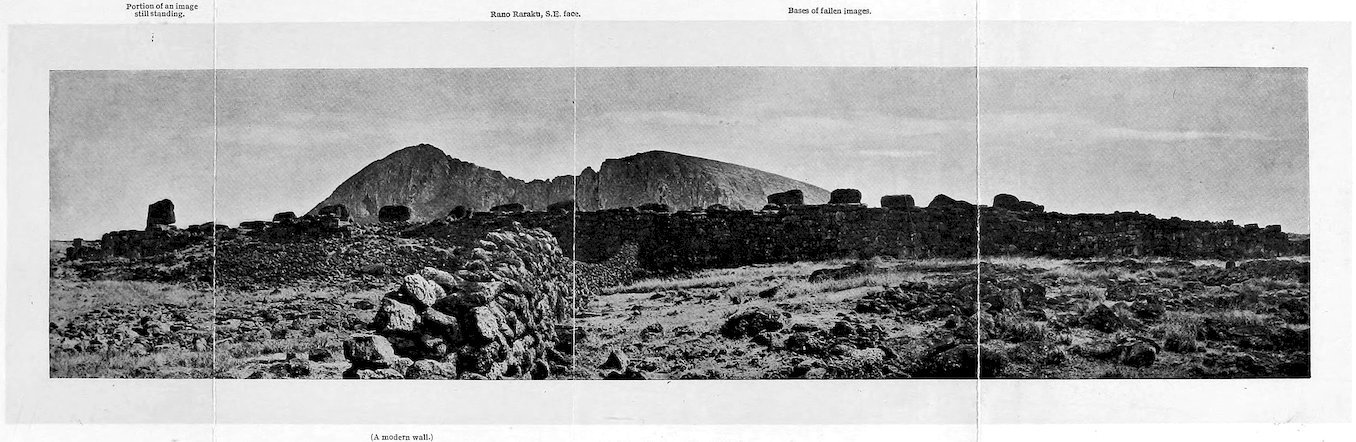 Portion of an image
still standing.
Rano Raraku, S.E. face.
Bases of fallen images.
(A modern wall.)